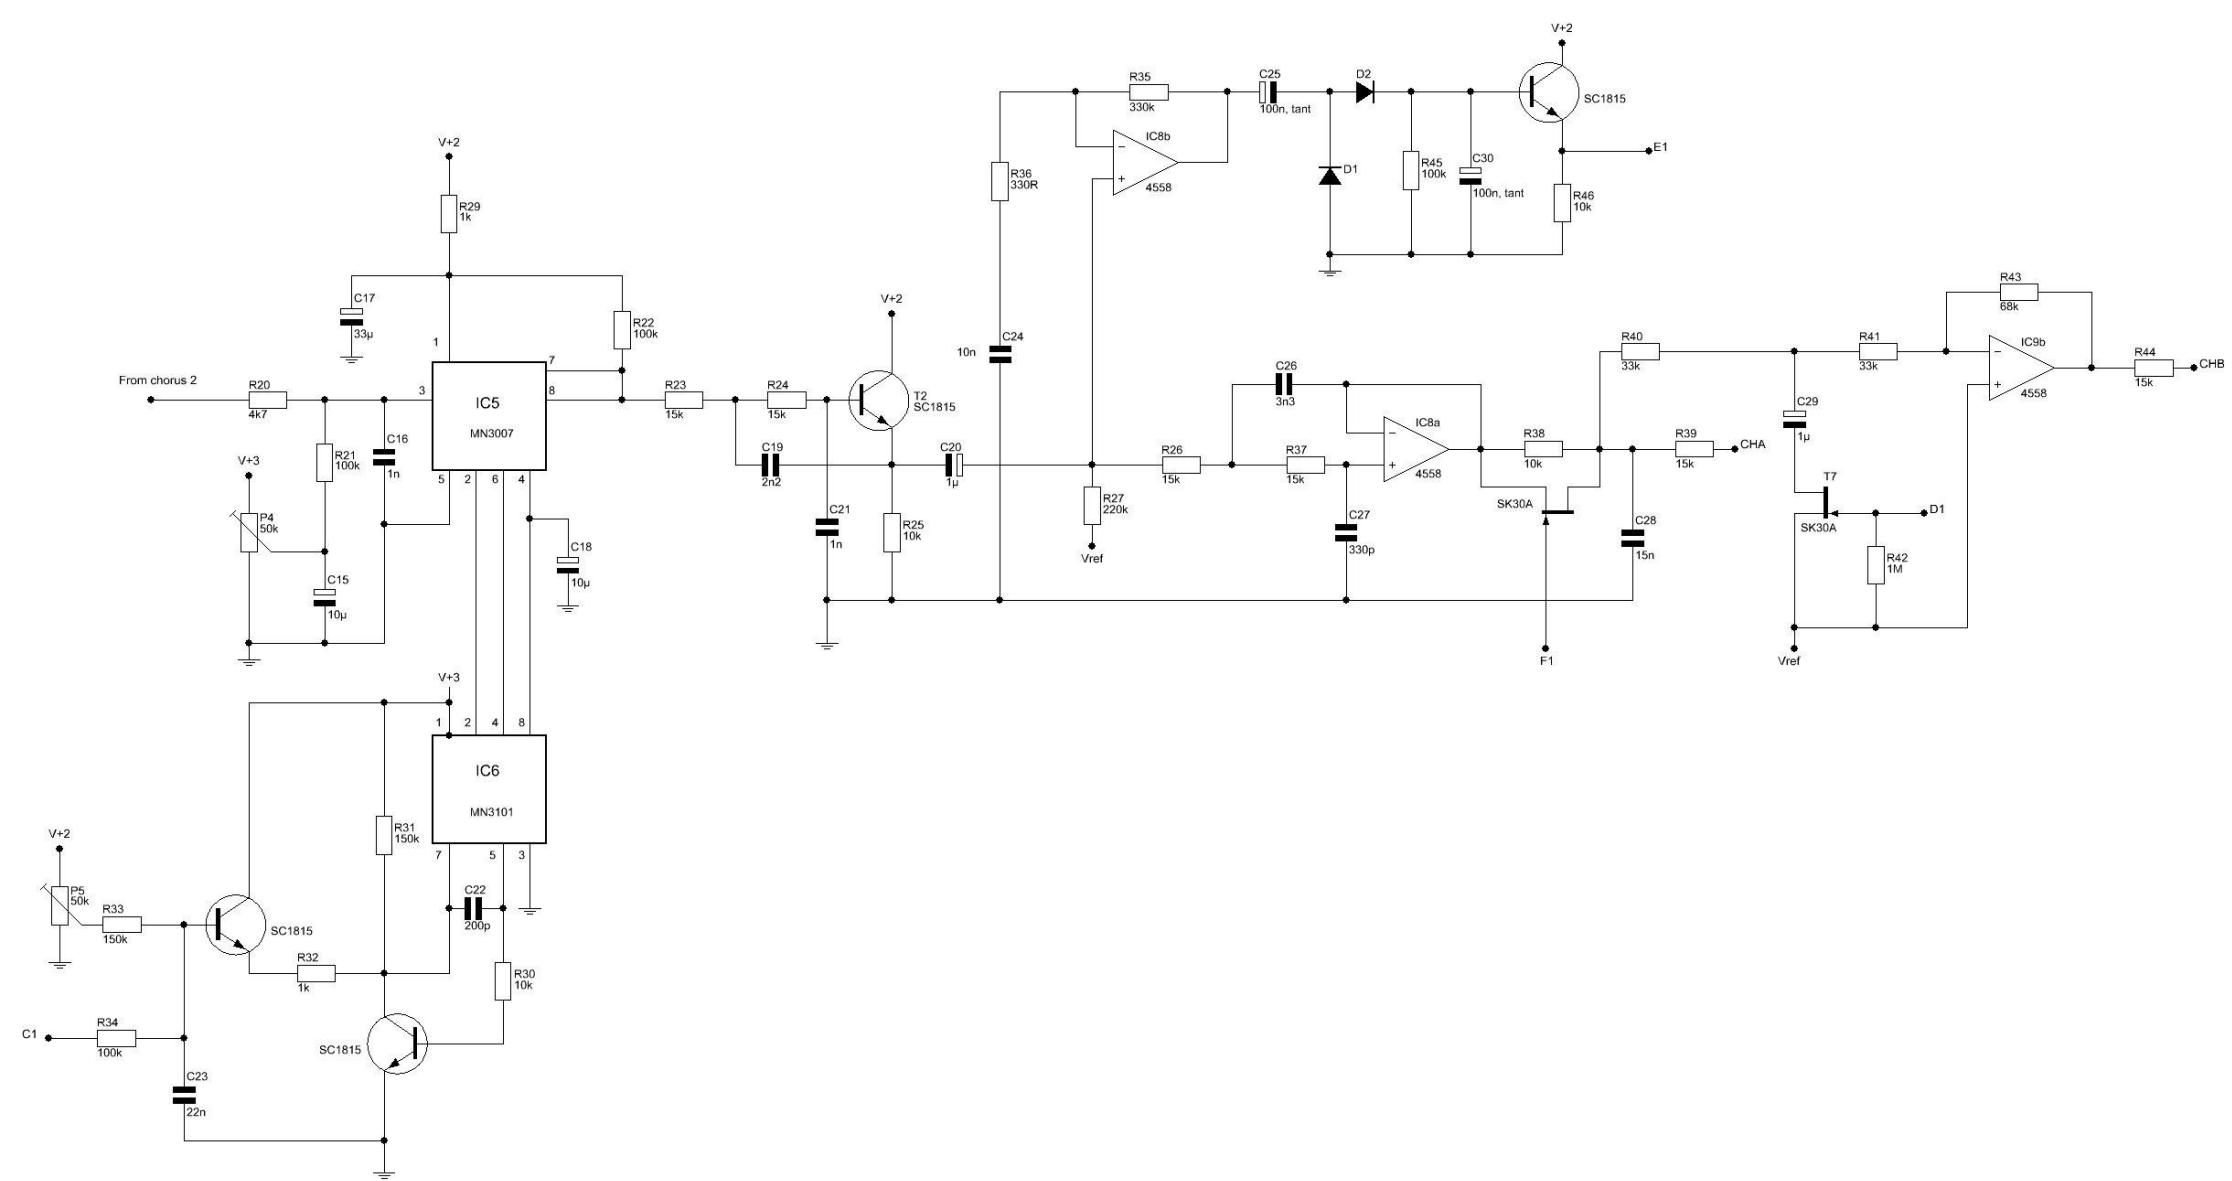 V+2
R35
330k
C25
100n, tant
D2
SC1815
IC8b
4558
E1
V+2
R36
330R
D1
R45
100k
C30
100n, tant
R46
10k
R29
1k
C17
33µ
R22
100k
V+2
R43
68k
1
7
C24
10n
R40
33k
R41
33k
IC9b
4558
R44
15k
CHB
From chorus 2
R20
4k7
3
IC5
MN3007
8
R23
15k
R24
15k
T2
SC1815
C26
3n3
C29
1µ
C16
1n
IC8a
4558
R38
10k
R39
15k
CHA
R21
100k
V+3
5
2
6
4
C19
2n2
C20
1µ
R26
15k
R37
15k
T7
SK30A
D1
P4
50k
R27
220k
SK30A
C21
1n
R25
10k
C27
330p
C28
15n
C18
10µ
Vref
R42
1M
C15
10µ
F1
Vref
V+3
1
2
4
8
IC6
MN3101
R31
150k
V+2
7
5
3
P5
50k
C22
200p
R33
150k
SC1815
R32
1k
R30
10k
C1
R34
100k
SC1815
C23
22n